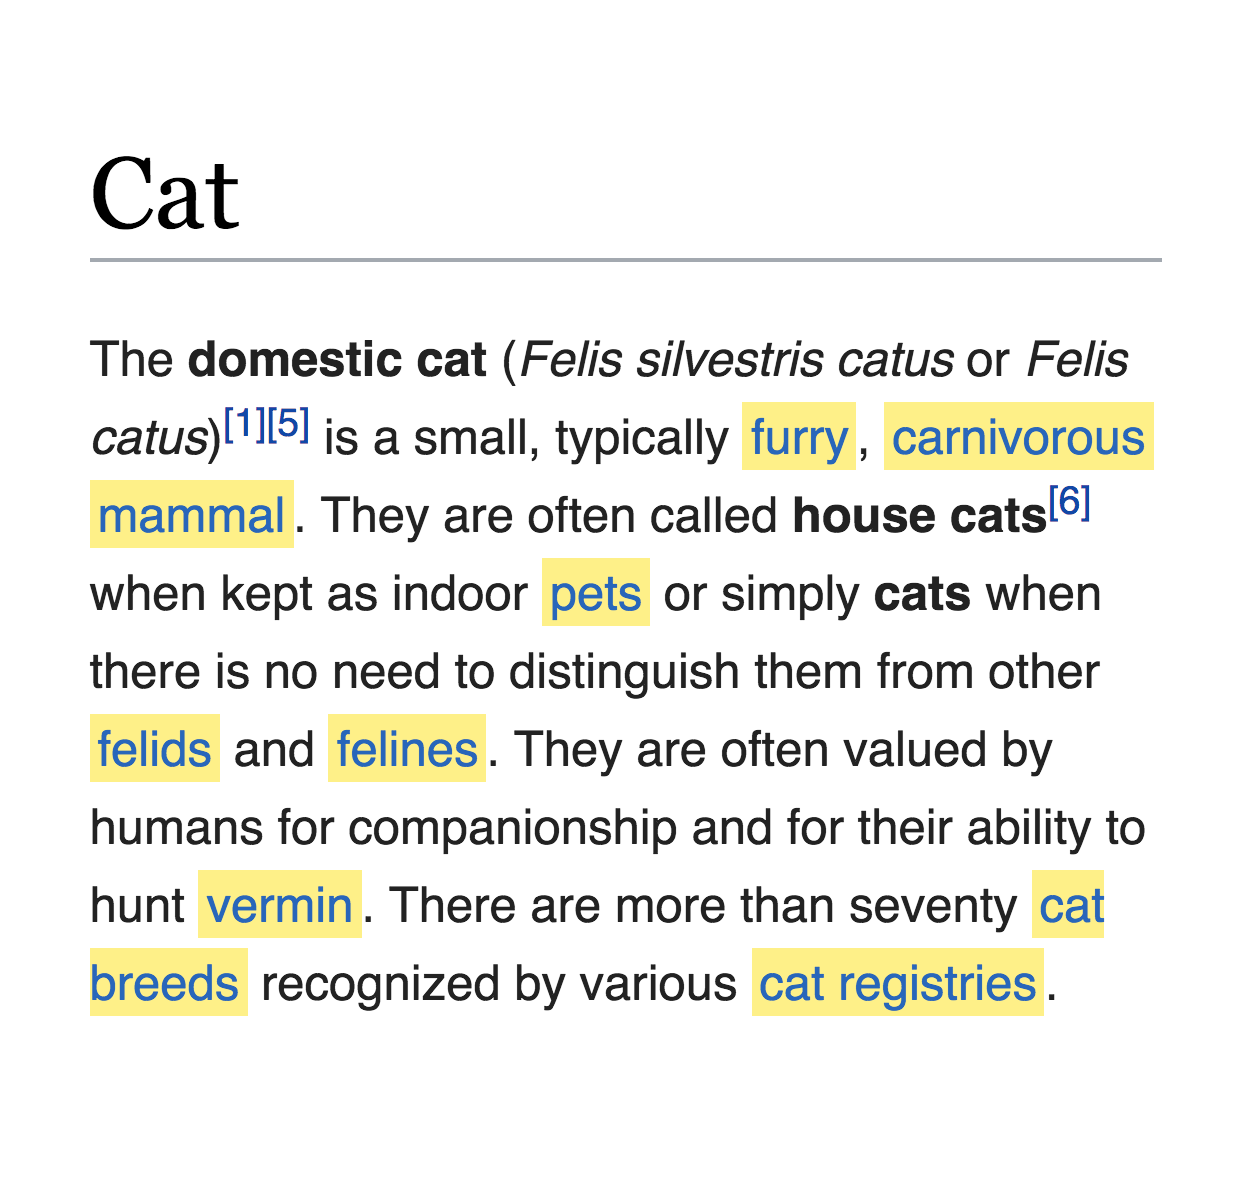 Cat
The domestic cat (Felis silvestris catus or Felis
catus)[1][5] is a small, typically furry, carnivorous
mammal. They are often called house cats[6]
when kept as indoor pets or simply cats when
there is no need to distinguish them from other
felids and felines. They are often valued by
humans for companionship and for their ability to
hunt vermin. There are more than seventy cat
breeds recognized by various cat registries.